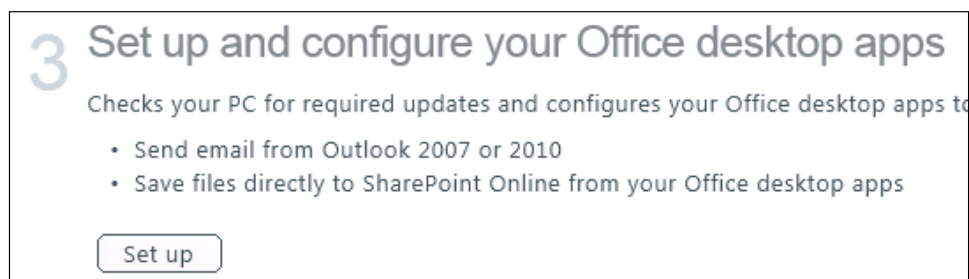 3 Set up and configure your Office desktop apps
Checks your PC for required updates and configures your Office desktop apps to
• Send email from Outlook 2007 or 2010
• Save files directly to SharePoint Online from your Office desktop apps
Set up